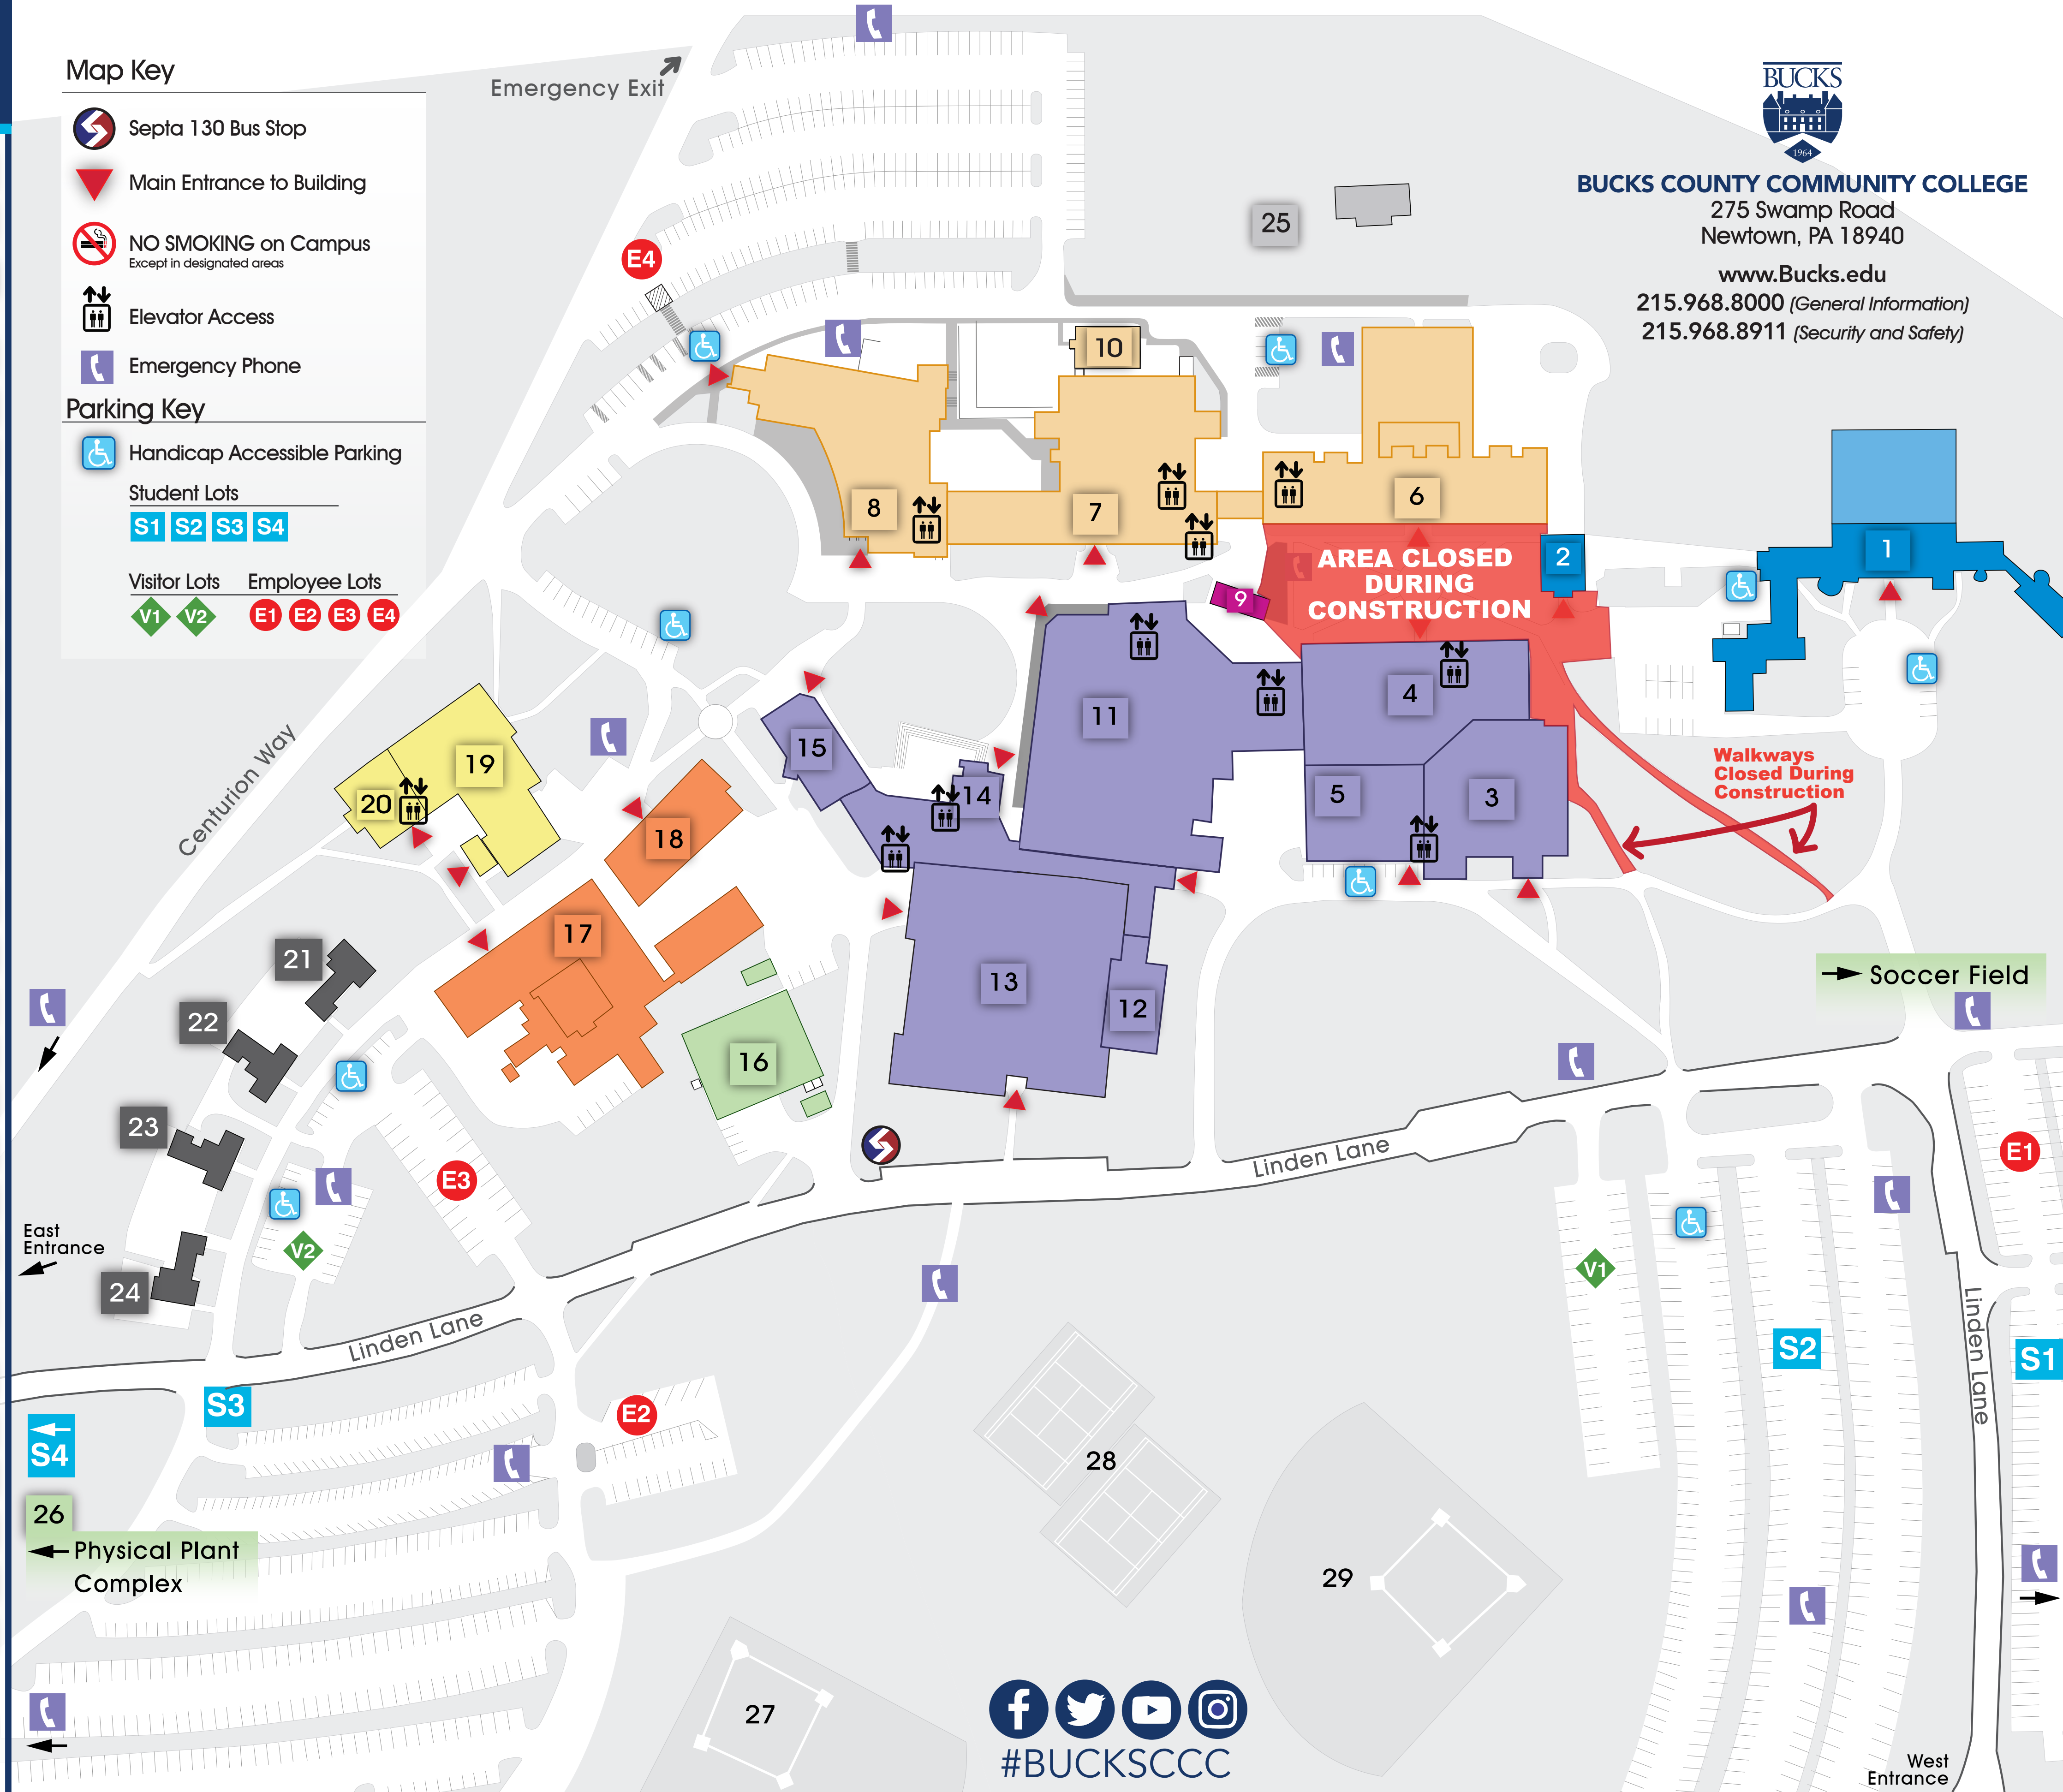 Map Key
Septa 130 Bus Stop
Main Entrance to Building
NO SMOKING on Campus
Except in designated areas
Elevator Access
Emergency Phone
Parking Key
Handicap Accessible Parking
Student Lots
S1 S2 S3 S4
Visitor Lots Employee Lots
V1 V2 E1 E2 E3 E4
Emergency Exit
BUCKS
1964
BUCKS COUNTY COMMUNITY COLLEGE
275 Swamp Road
Newtown, PA 18940
www.Bucks.edu
215.968.8000 (General Information)
215.968.8911 (Security and Safety)
25
E4
10
8
7
6
2
1
AREA CLOSED
DURING
CONSTRUCTION
9
11
4
15
19
20
14
5
3
Walkways
Closed During
Construction
Centurion Way
18
17
13
12
16
21
22
23
24
Soccer Field
E1
E3
V2
East
Entrance
Linden Lane
Linden Lane
V1
S2
S1
Linden Lane
S3
S4
E2
28
26
Physical Plant
Complex
29
27
#BUCKSCCC
West
Entrance